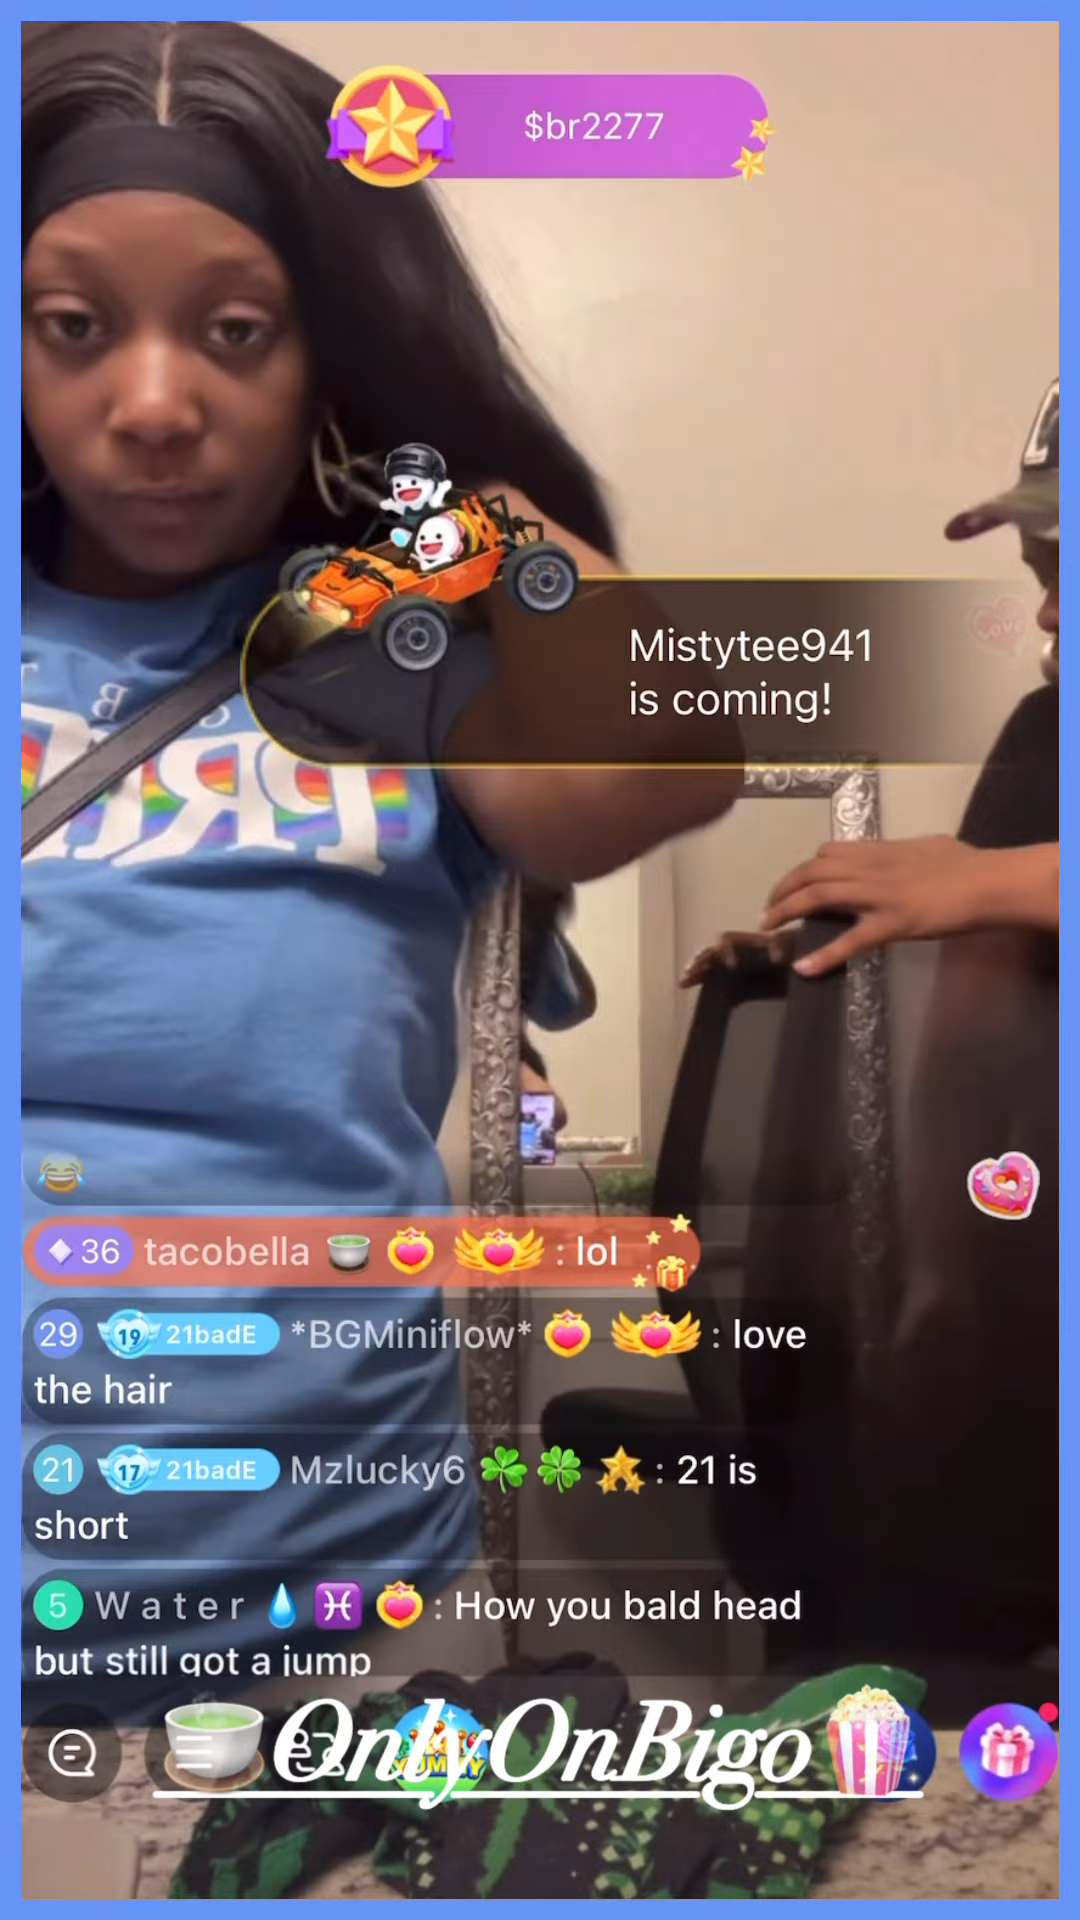 $br2277
Mistytee941
is coming!
😂
36 tacobella 🍵 : lol
29 19 21badE *BGMiniflow* : love
the hair
21 17 21badE Mzlucky6 ☘️ ☘️ : 21 is
short
5 W a t e r 💧 ♓ : How you bald head
but still got a jump
🍵 OnlyOnBigo 🍿
YUMMY